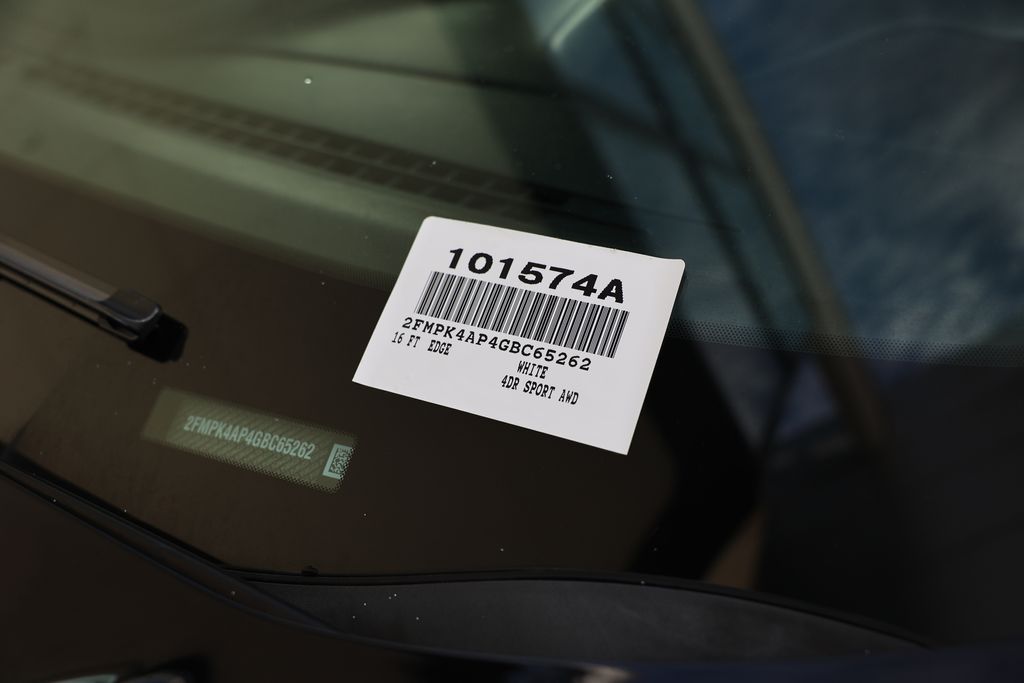 101574A
2FMPK4AP4GBC65262
16 FT EDGE
WHITE
4DR SPORT AWD
2FMPK4AP4GBC65262